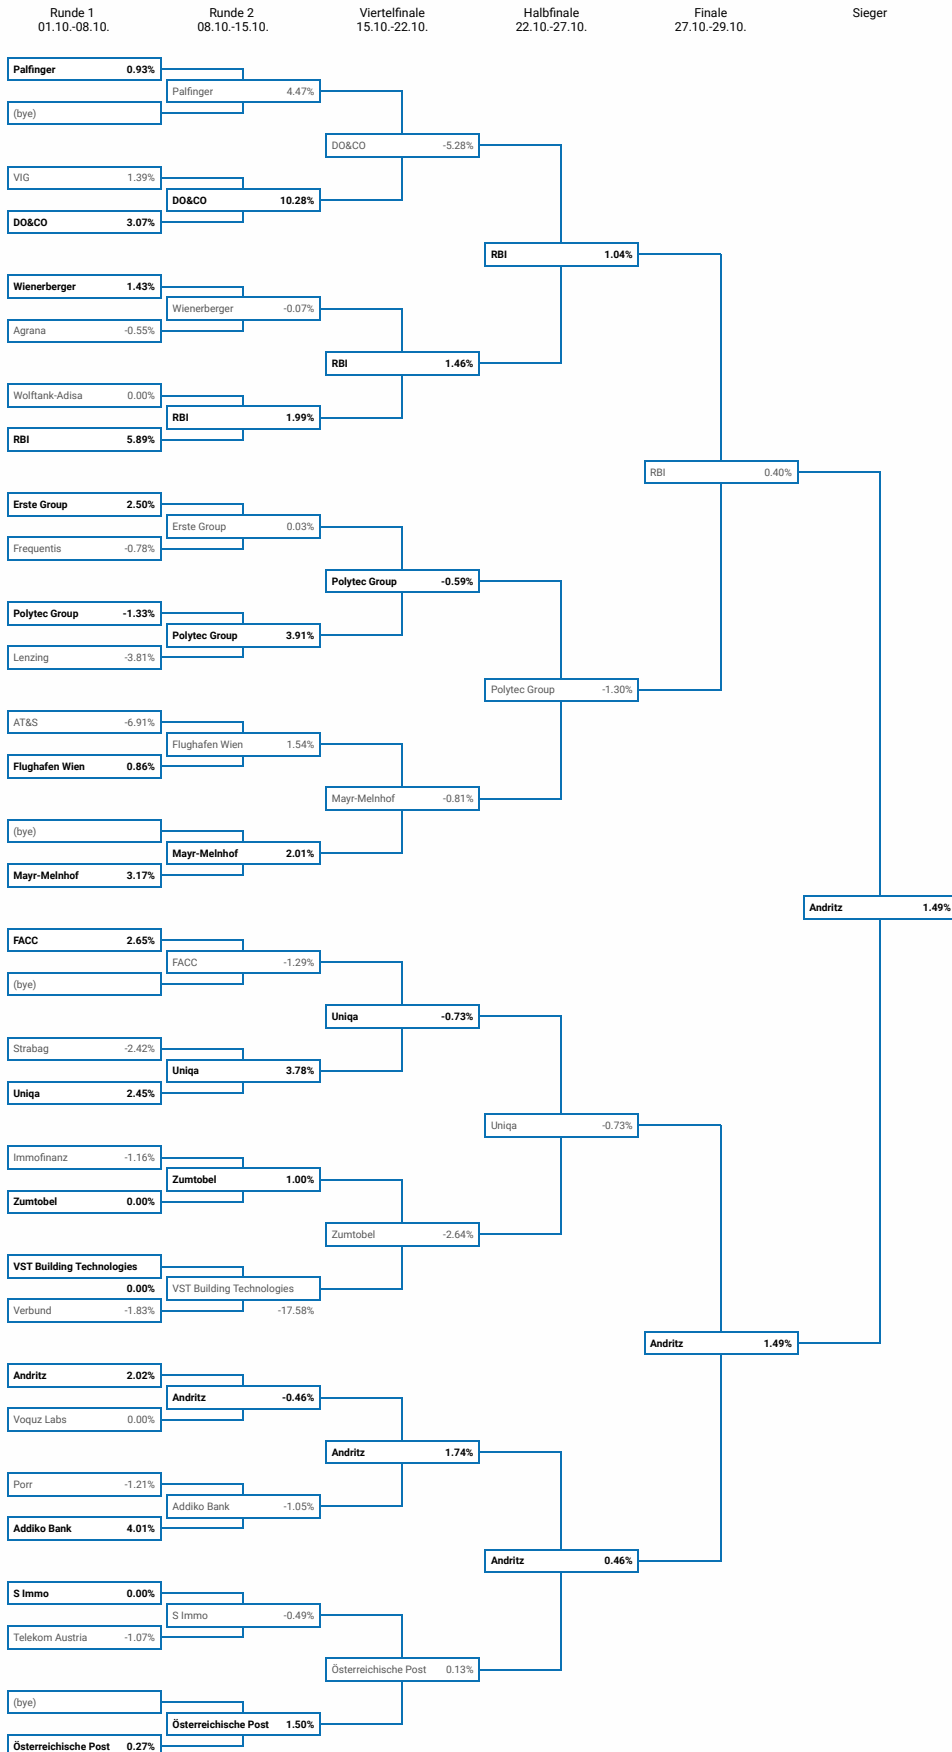 Runde 1
01.10.-08.10.
Runde 2
08.10.-15.10.
Viertelfinale
15.10.-22.10.
Halbfinale
22.10.-27.10.
Finale
27.10.-29.10.
Sieger
Palfinger 0.93%
(bye)
VIG 1.39%
DO&CO 3.07%
Wienerberger 1.43%
Agrana -0.55%
Wolftank-Adisa 0.00%
RBI 5.89%
Erste Group 2.50%
Frequentis -0.78%
Polytec Group -1.33%
Lenzing -3.81%
AT&S -6.91%
Flughafen Wien 0.86%
(bye)
Mayr-Melnhof 3.17%
FACC 2.65%
(bye)
Strabag -2.42%
Uniqa 2.45%
Immofinanz -1.16%
Zumtobel 0.00%
VST Building Technologies
0.00%
Verbund -1.83%
Andritz 2.02%
Voquz Labs 0.00%
Porr -1.21%
Addiko Bank 4.01%
S Immo 0.00%
Telekom Austria -1.07%
(bye)
Österreichische Post 0.27%
Palfinger 4.47%
DO&CO 10.28%
Wienerberger -0.07%
RBI 1.99%
Erste Group 0.03%
Polytec Group 3.91%
Flughafen Wien 1.54%
Mayr-Melnhof 2.01%
FACC -1.29%
Uniqa 3.78%
Zumtobel 1.00%
VST Building Technologies
-17.58%
Andritz -0.46%
Addiko Bank -1.05%
S Immo -0.49%
Österreichische Post 1.50%
DO&CO -5.28%
RBI 1.46%
Polytec Group -0.59%
Mayr-Melnhof -0.81%
Uniqa -0.73%
Zumtobel -2.64%
Andritz 1.74%
Österreichische Post 0.13%
RBI 1.04%
Polytec Group -1.30%
Uniqa -0.73%
Andritz 0.46%
RBI 0.40%
Andritz 1.49%
Andritz 1.49%